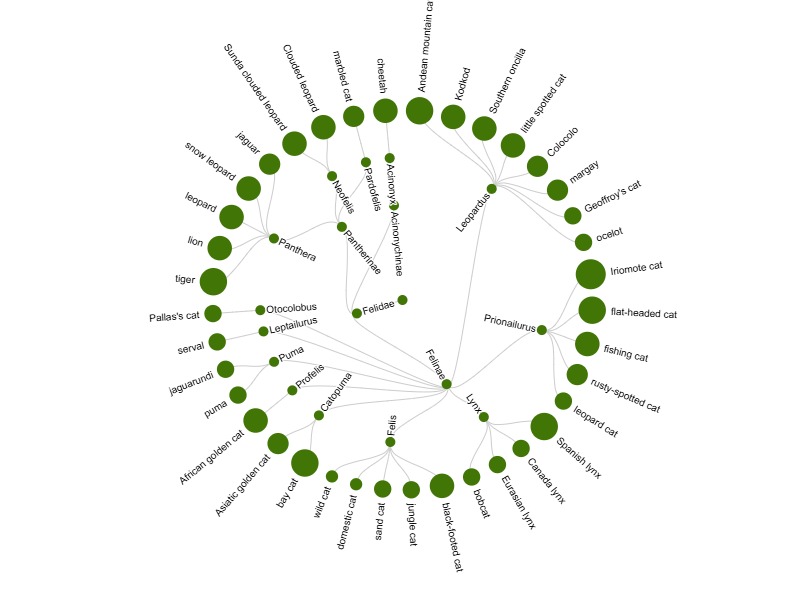 Andean mountain ca
Kodkod
Southern oncilla
little spotted cat
Colocolo
margay
Geoffroy's cat
ocelot
Leopardus
Iriomote cat
flat-headed cat
fishing cat
rusty-spotted cat
leopard cat
Prionailurus
Spanish lynx
Canada lynx
Eurasian lynx
bobcat
Lynx
black-footed cat
jungle cat
sand cat
domestic cat
wild cat
Felis
bay cat
Asiatic golden cat
Catopuma
African golden cat
Profelis
puma
jaguarundi
Puma
serval
Leptailurus
Pallas's cat
Otocolobus
Felinae
Felidae
tiger
lion
leopard
snow leopard
jaguar
Panthera
Sunda clouded leopard
Clouded leopard
Neofelis
marbled cat
Pardofelis
Pantherinae
cheetah
Acinonyx
Acinonychinae